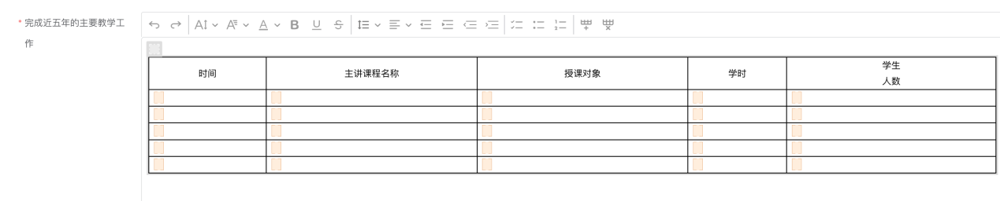 * 完成近五年的主要教学工
作
时间 主讲课程名称 授课对象 学时 学生
人数